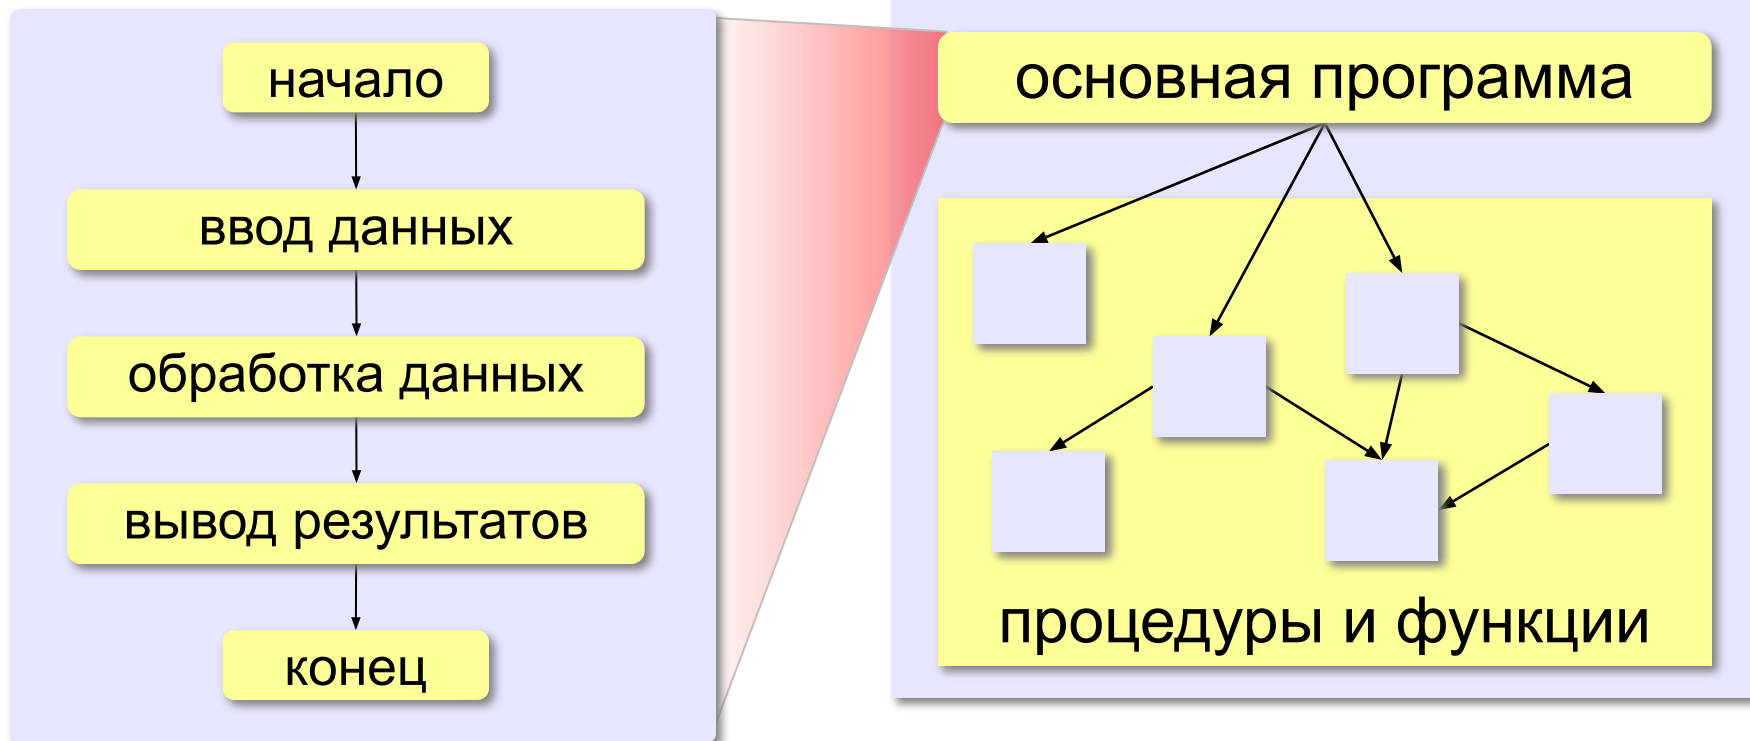 начало
ввод данных
обработка данных
вывод результатов
конец
основная программа
процедуры и функции